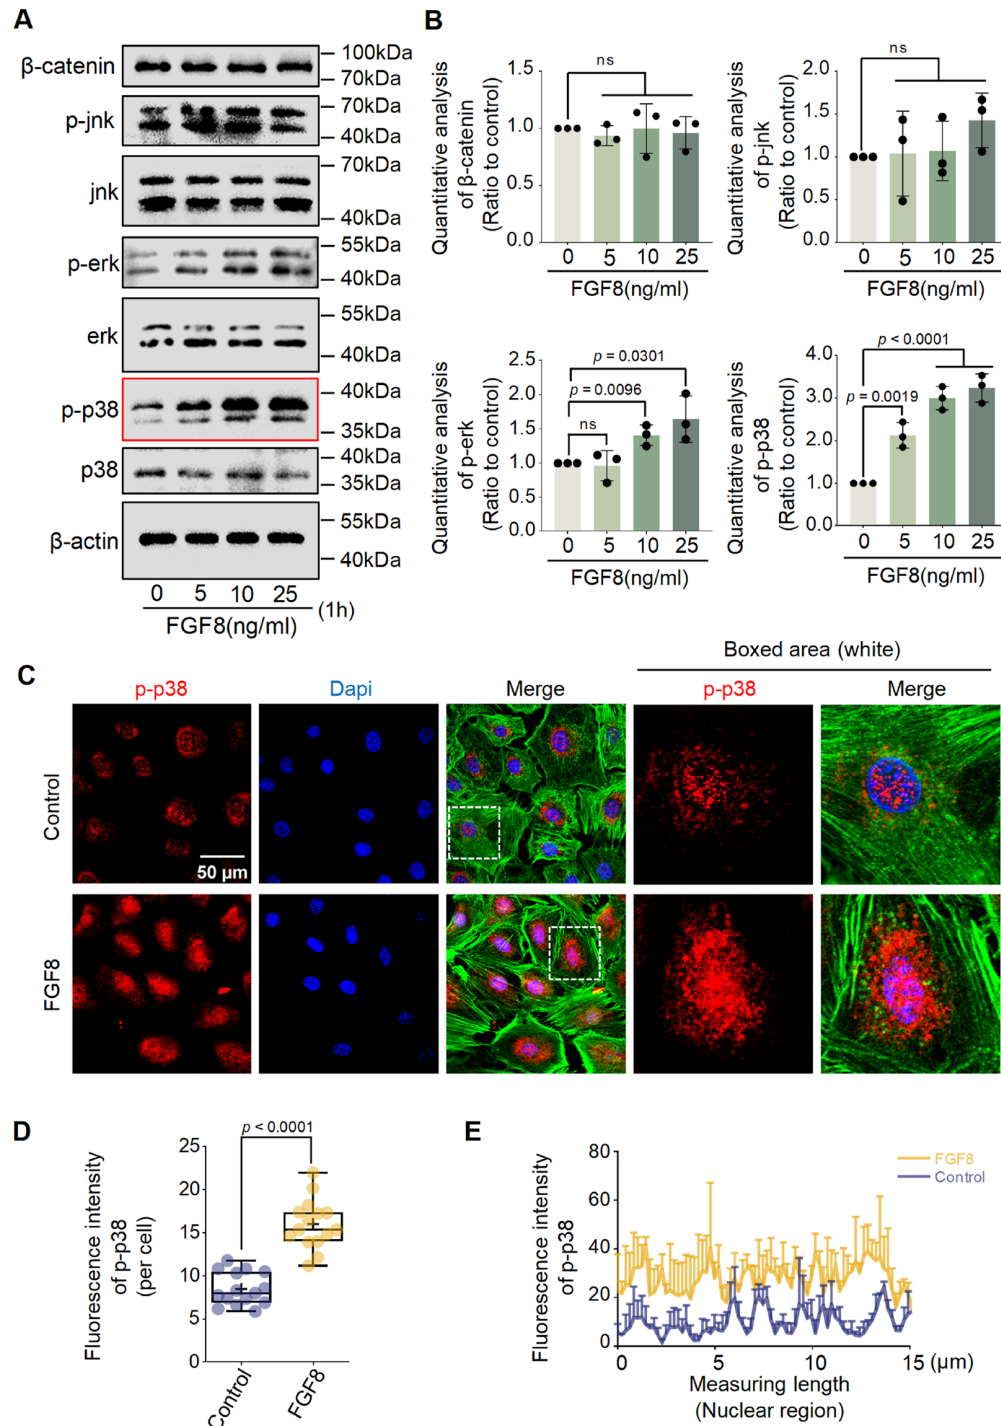 A
β-catenin
100kDa
70kDa
p-jnk
70kDa
40kDa
jnk
70kDa
40kDa
p-erk
55kDa
40kDa
erk
55kDa
40kDa
p-p38
40kDa
35kDa
p38
40kDa
35kDa
β-actin
55kDa
40kDa
0 5 10 25 (1h)
FGF8(ng/ml)
B
Quantitative analysis
of β-catenin
(Ratio to control)
1.5
1.0
0.5
0.0
ns
0 5 10 25
FGF8(ng/ml)
Quantitative analysis
of p-jnk
(Ratio to control)
2.0
1.5
1.0
0.5
0.0
ns
0 5 10 25
FGF8(ng/ml)
Quantitative analysis
of p-erk
(Ratio to control)
2.5
2.0
1.5
1.0
0.5
0.0
p = 0.0301
p = 0.0096
ns
0 5 10 25
FGF8(ng/ml)
Quantitative analysis
of p-p38
(Ratio to control)
4.0
3.0
2.0
1.0
0.0
p < 0.0001
p = 0.0019
0 5 10 25
FGF8(ng/ml)
C
Boxed area (white)
p-p38 Dapi Merge p-p38 Merge
Control
50 μm
FGF8
D
Fluorescence intensity
of p-p38
(per cell)
25
20
15
10
5
0
p < 0.0001
Control
FGF8
E
Fluorescence intensity
of p-p38
80
60
40
20
0
FGF8
Control
0 5 10 15 (μm)
Measuring length
(Nuclear region)